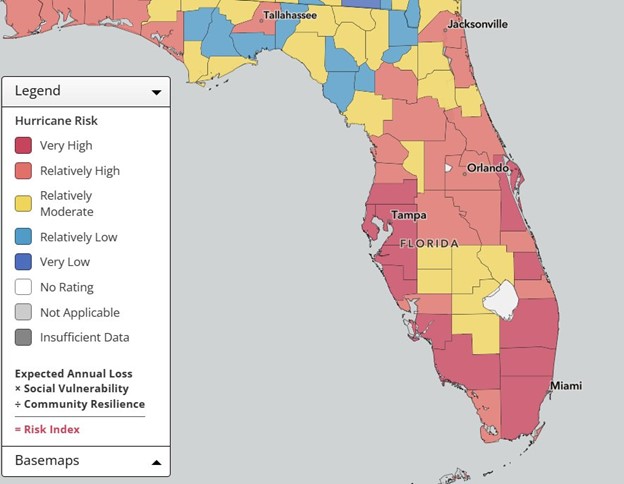 Tallahassee
Jacksonville
Legend
Hurricane Risk
Very High
Relatively High
Relatively
Moderate
Relatively Low
Very Low
No Rating
Not Applicable
Insufficient Data
Expected Annual Loss
× Social Vulnerability
÷ Community Resilience
= Risk Index
Basemaps
Orlando
Tampa
FLORIDA
Miami